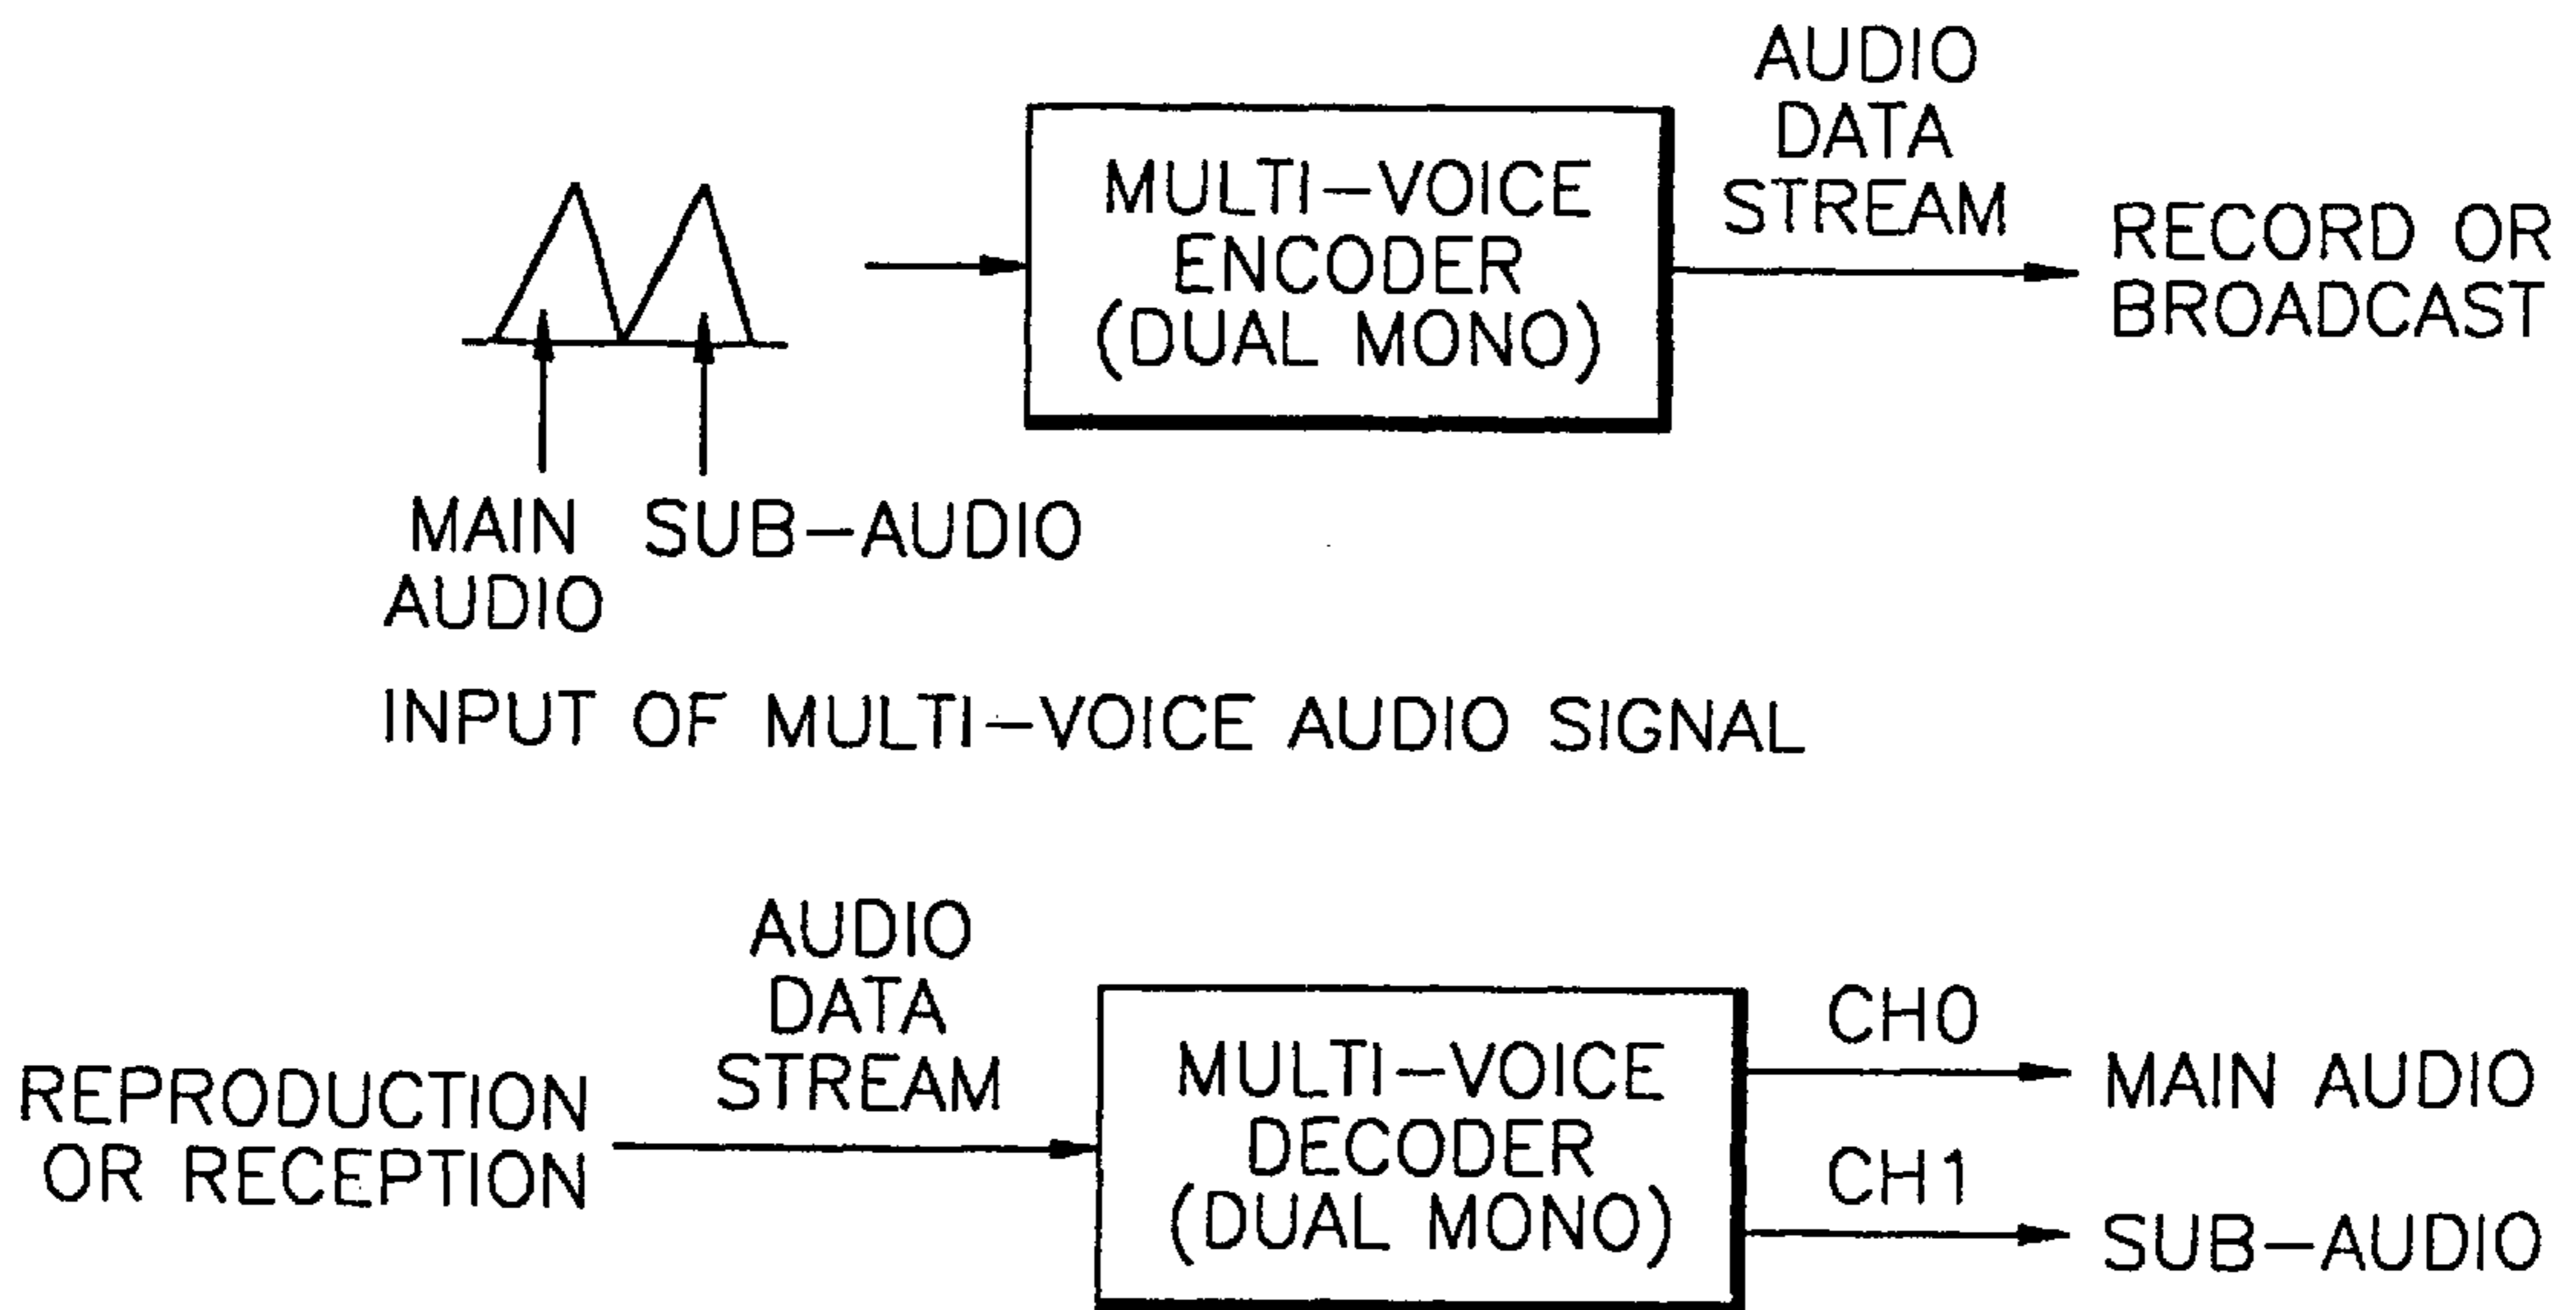 AUDIO
DATA
STREAM
MULTI-VOICE
ENCODER
(DUAL MONO)
RECORD OR
BROADCAST
MAIN
AUDIO
SUB-AUDIO
INPUT OF MULTI-VOICE AUDIO SIGNAL
AUDIO
DATA
STREAM
REPRODUCTION
OR RECEPTION
MULTI-VOICE
DECODER
(DUAL MONO)
CH0
MAIN AUDIO
CH1
SUB-AUDIO